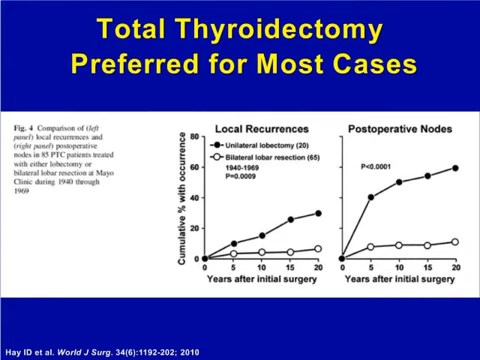 Total Thyroidectomy
Preferred for Most Cases
Fig. 4 Comparison of (left
panel) local recurrences and
(right panel) postoperative
nodes in 85 PTC patients treated
with either lobectomy or
bilateral lobar resection at Mayo
Clinic during 1940 through
1969
Local Recurrences
Postoperative Nodes
Cumulative % with occurrence
80
60
40
20
0
Unilateral lobectomy (20)
Bilateral lobar resection (65)
1940-1969
P=0.0009
P<0.0001
0 5 10 15 20
0 5 10 15 20
Years after initial surgery
Years after initial surgery
Hay ID et al. World J Surg. 34(6):1192-202; 2010